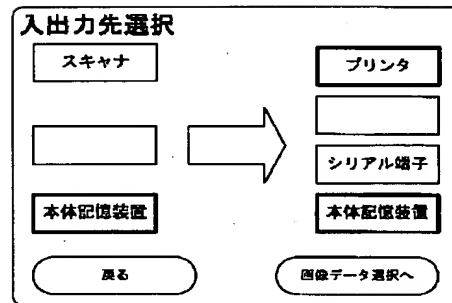 入出力先選択
スキャナ
本体記憶装置
プリンタ
シリアル端子
本体記憶装置
戻る
画像データ選択へ